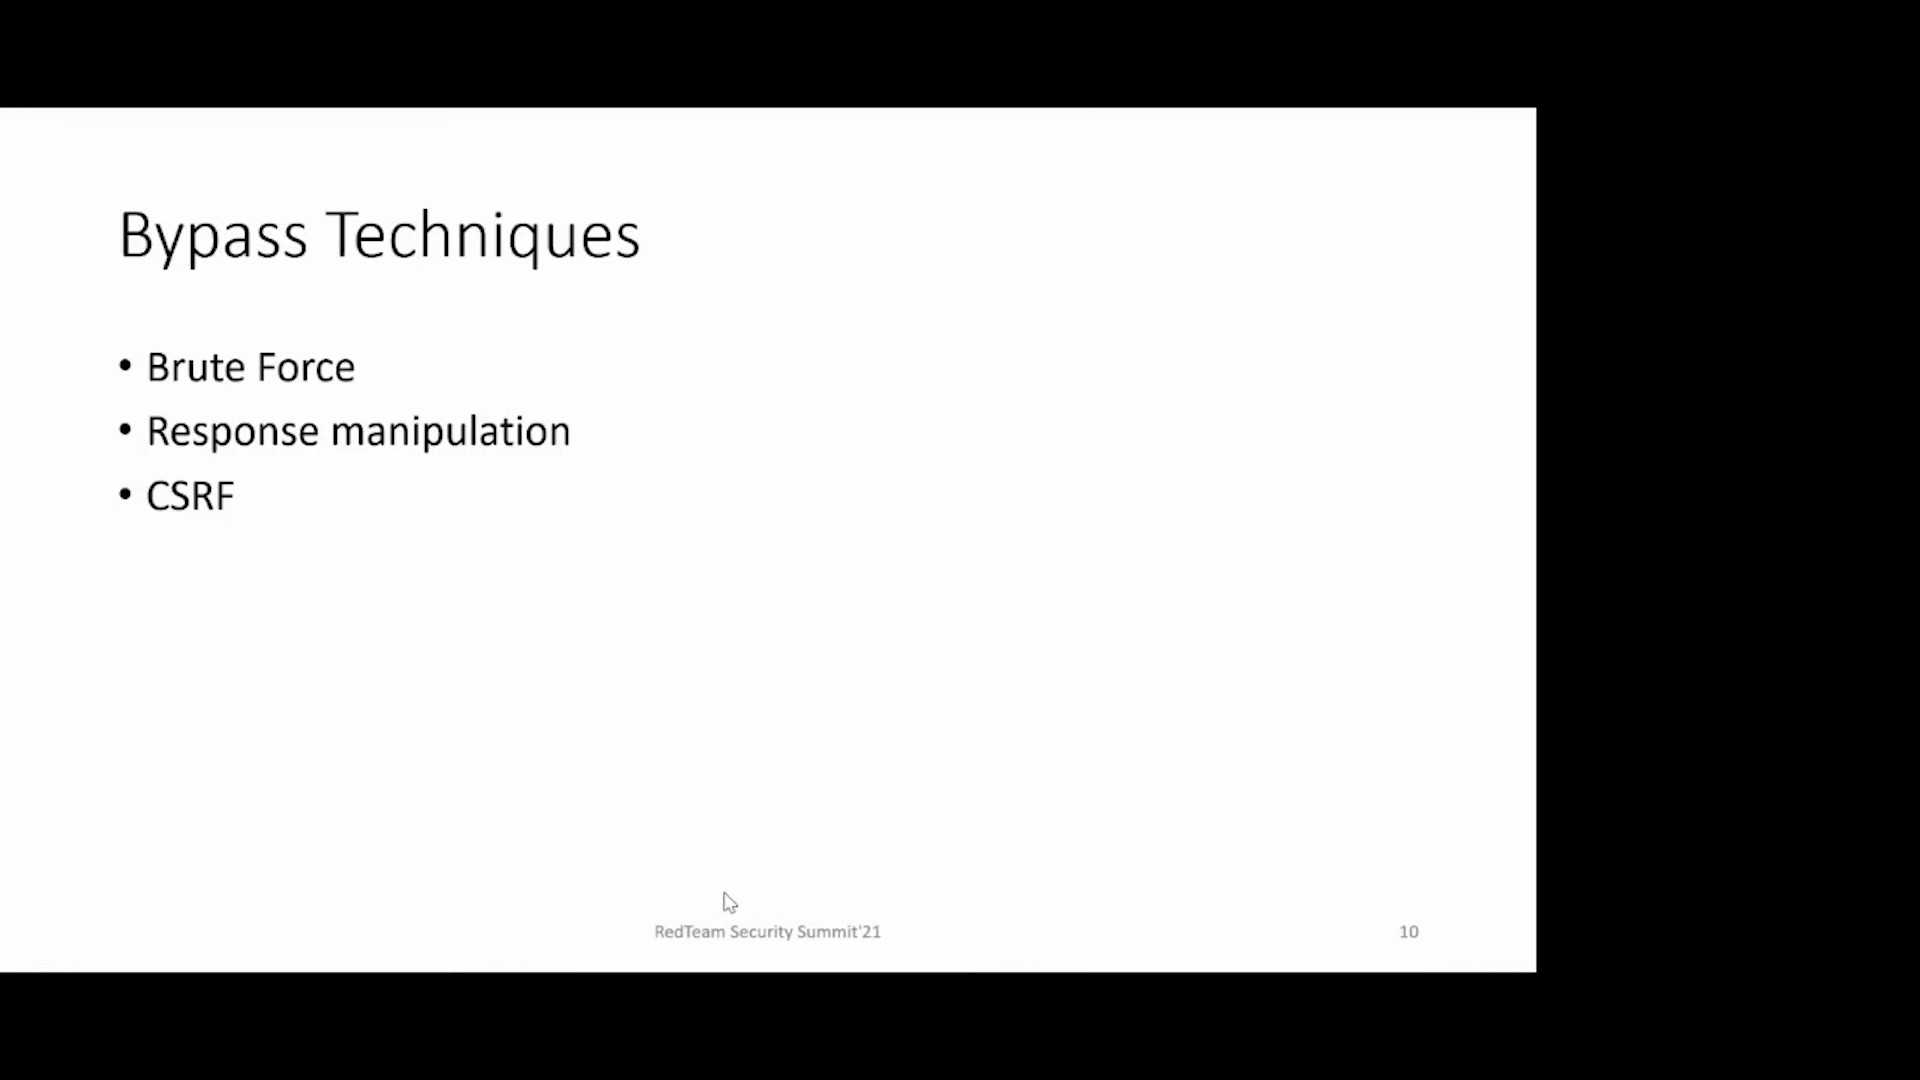 Bypass Techniques
• Brute Force
• Response manipulation
• CSRF
RedTeam Security Summit'21
10